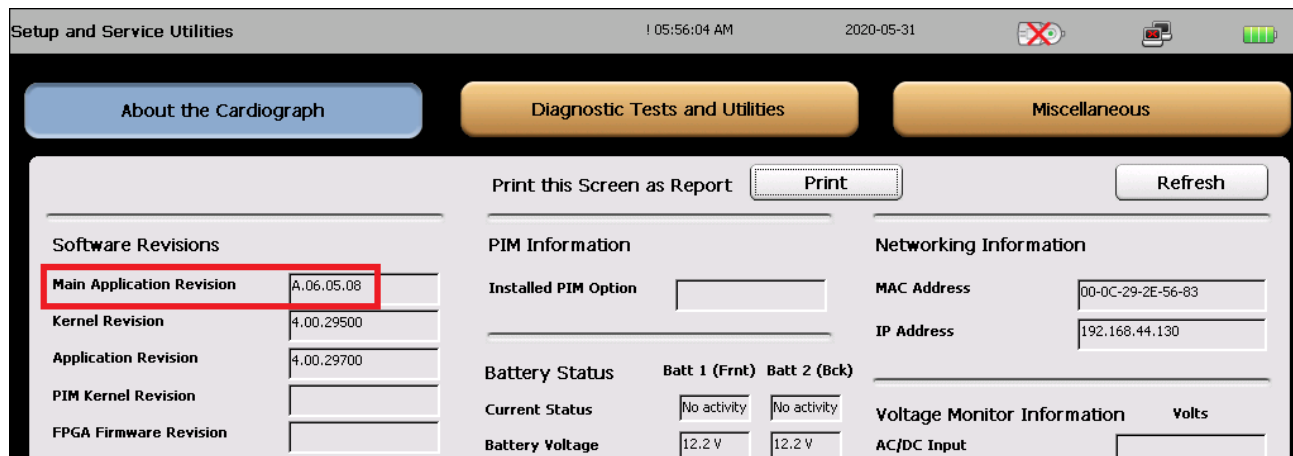 Setup and Service Utilities ! 05:56:04 AM 2020-05-31
About the Cardiograph Diagnostic Tests and Utilities Miscellaneous
Print this Screen as Report Print Refresh
Software Revisions
Main Application Revision A.06.05.08
Kernel Revision 4.00.29500
Application Revision 4.00.29700
PIM Kernel Revision
FPGA Firmware Revision
PIM Information
Installed PIM Option
Battery Status Batt 1 (Frnt) Batt 2 (Bck)
Current Status No activity No activity
Battery Voltage 12.2 V 12.2 V
Networking Information
MAC Address 00-0C-29-2E-56-83
IP Address 192.168.44.130
Voltage Monitor Information Volts
AC/DC Input